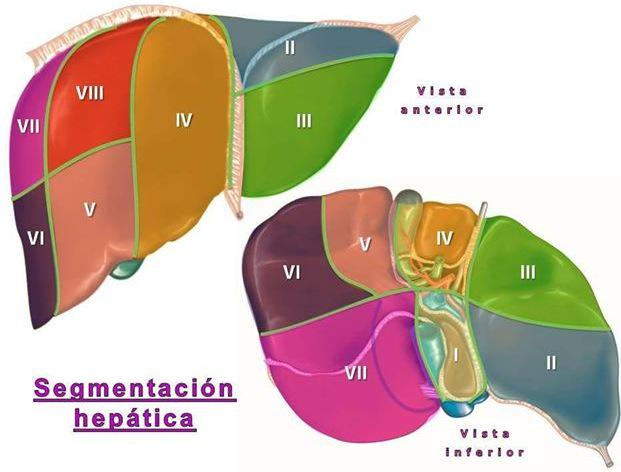 II
VIII
IV
Vista
anterior
VII
III
V
VI
IV
V
VI
III
I
II
VII
Segmentación
hepática
Vista
inferior